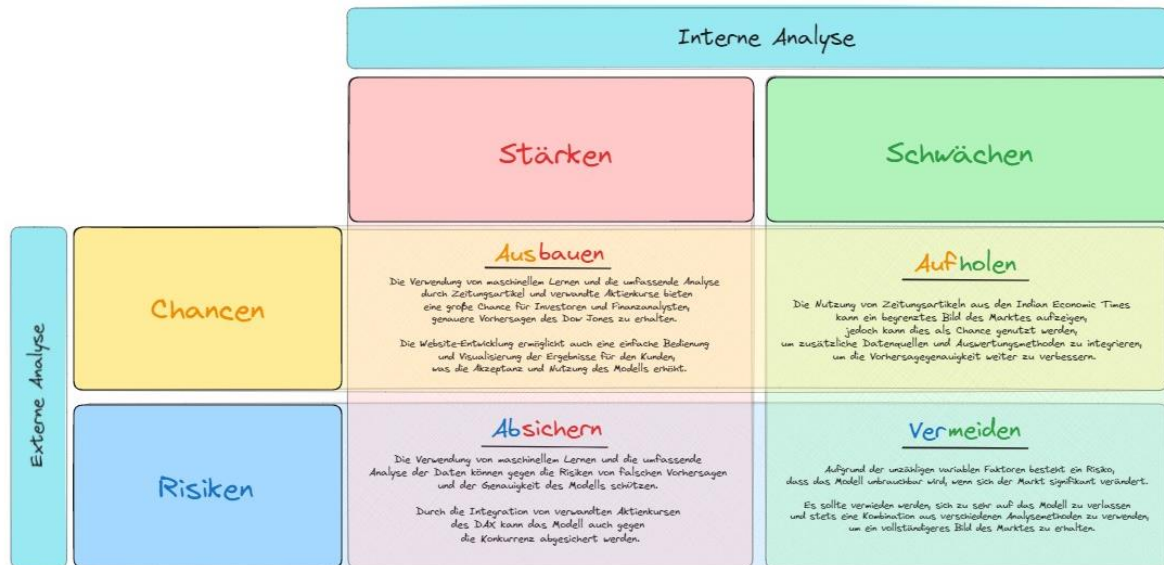 Interne Analyse
Stärken
Schwächen
Externe Analyse
Chancen
Ausbauen
Die Verwendung von maschinellem Lernen und die umfassende Analyse
durch Zeitungsartikel und verwandte Aktienkurse bieten
eine große Chance für Investoren und Finanzanalysten,
genauere Vorhersagen des Dow Jones zu erhalten.
Die Website-Entwicklung ermöglicht auch eine einfache Bedienung
und Visualisierung der Ergebnisse für den Kunden,
was die Akzeptanz und Nutzung des Modells erhöht.
Aufholen
Die Nutzung von Zeitungsartikeln aus den Indian Economic Times
kann ein begrenztes Bild des Marktes aufzeigen,
jedoch kann dies als Chance genutzt werden,
um zusätzliche Datenquellen und Auswertungsmethoden zu integrieren,
um die Vorhersagegenauigkeit weiter zu verbessern.
Risiken
Absichern
Die Verwendung von maschinellem Lernen und die umfassende
Analyse der Daten können gegen die Risiken von falschen Vorhersagen
und der Genauigkeit des Modells schützen.
Durch die Integration von verwandten Aktienkursen
des DAX kann das Modell auch gegen
die Konkurrenz abgesichert werden.
Vermeiden
Aufgrund der unzähligen variablen Faktoren besteht ein Risiko,
dass das Modell unbrauchbar wird, wenn sich der Markt signifikant verändert.
Es sollte vermieden werden, sich zu sehr auf das Modell zu verlassen
und stets eine Kombination aus verschiedenen Analysemethoden zu verwenden,
um ein vollständigeres Bild des Marktes zu erhalten.